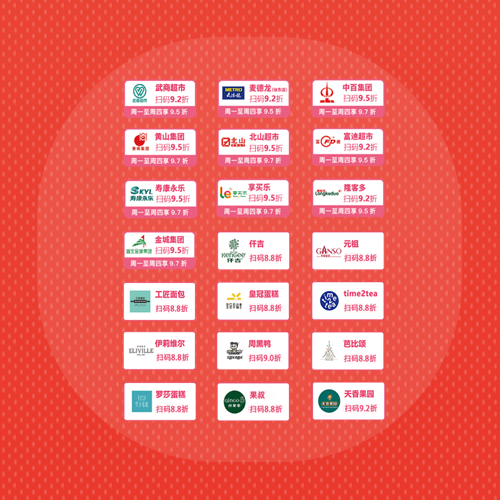 武商超市
扫码9.2折
周一至周四享 9.5 折
METRO
麦德龙
扫码9.2折
周一至周四享 9.5 折
中百集团
扫码9.5折
周一至周四享 9.5 折
黄山集团
扫码9.5折
周一至周四享 9.7 折
北山
北山超市
扫码9.5折
周一至周四享 9.7 折
富迪超市
扫码9.2折
周一至周四享 9.5 折
SKYL
寿康永乐
寿康永乐
扫码9.5折
周一至周四享 9.7 折
享买乐
扫码9.5折
周一至周四享 9.7 折
隆客多
扫码9.2折
周一至周四享 9.5 折
金城集团
扫码9.5折
周一至周四享 9.7 折
KenGee
仟吉
仟吉
扫码8.8折
GANSO
元祖
扫码8.8折
工匠面包
扫码8.8折
皇冠蛋糕
扫码8.8折
time2tea
扫码8.8折
ELIVILLE
伊莉维尔
扫码8.8折
周黑鸭
扫码9.0折
芭比颂
扫码8.8折
罗莎蛋糕
扫码8.8折
果叔
扫码8.8折
天香果园
扫码9.2折